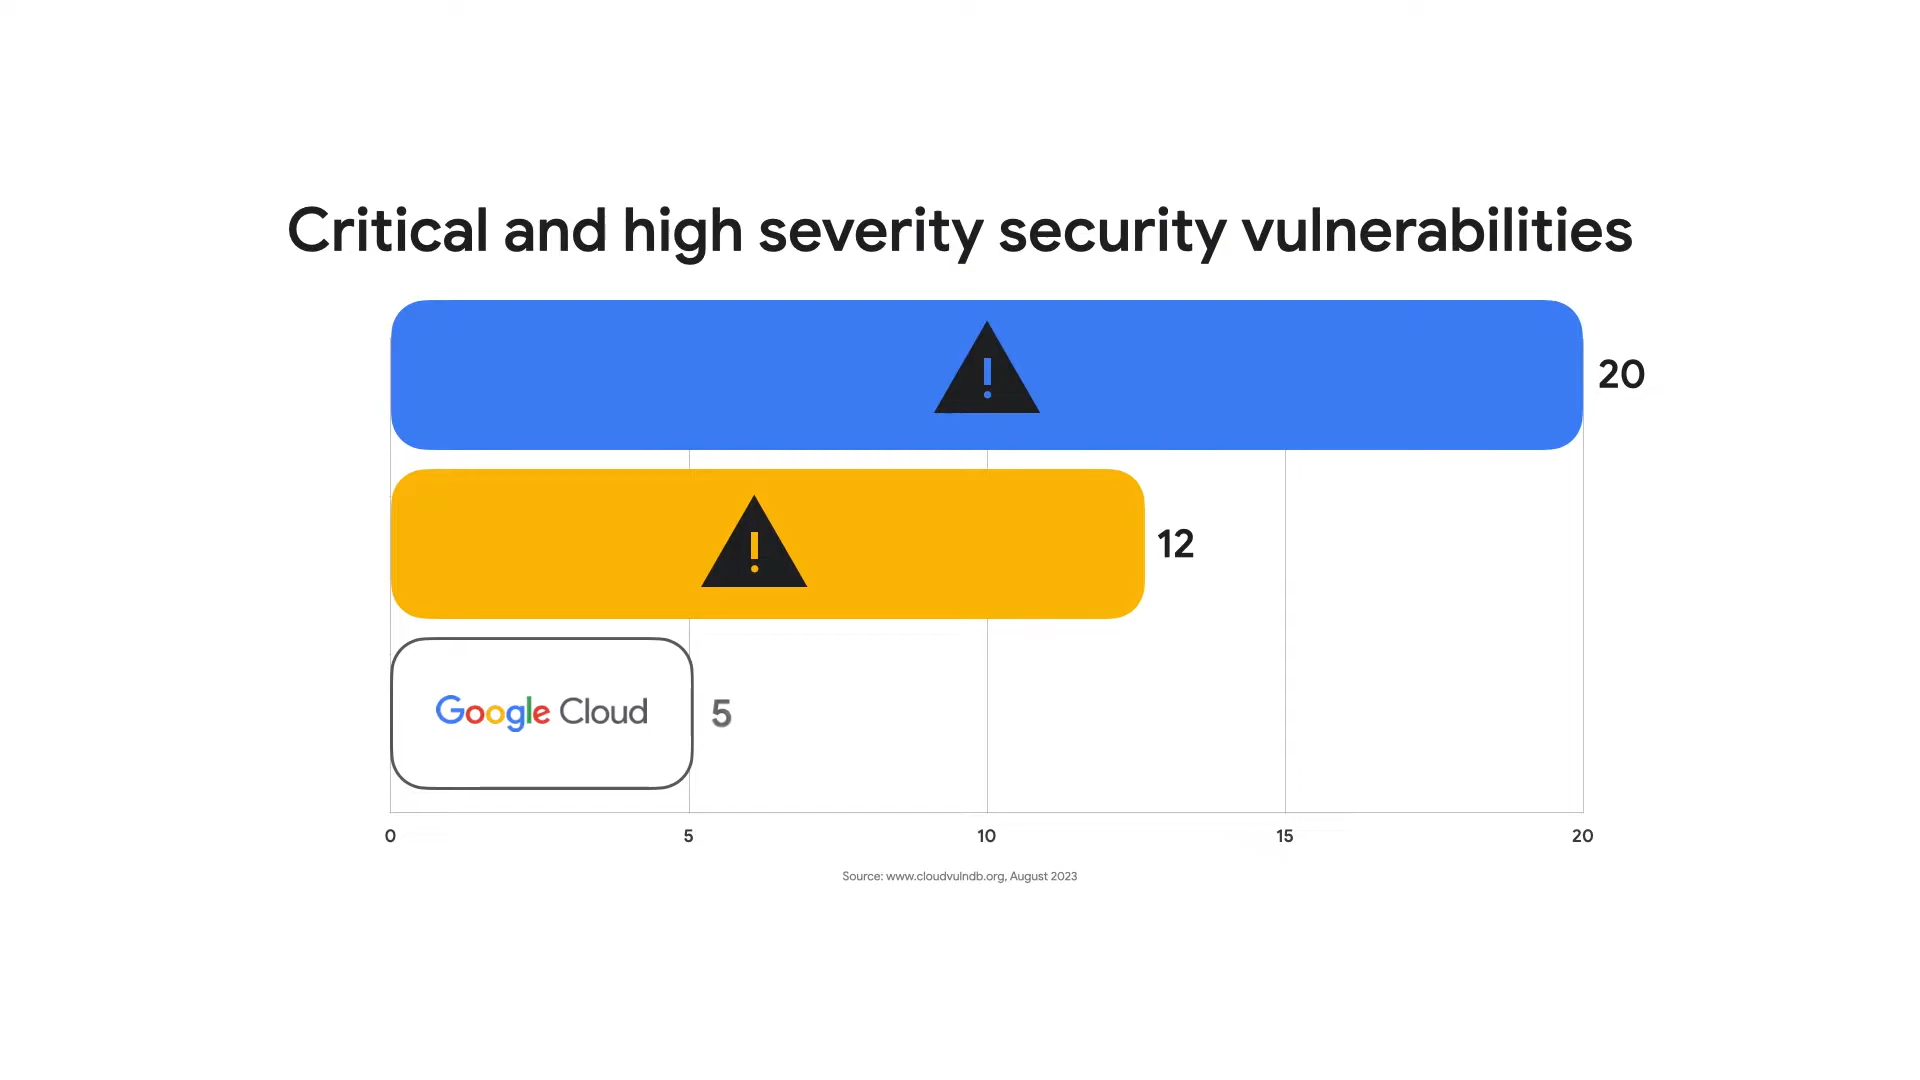 Critical and high severity security vulnerabilities
!
20
!
12
Google Cloud 5
0 5 10 15 20
Source: www.cloudvulndb.org, August 2023